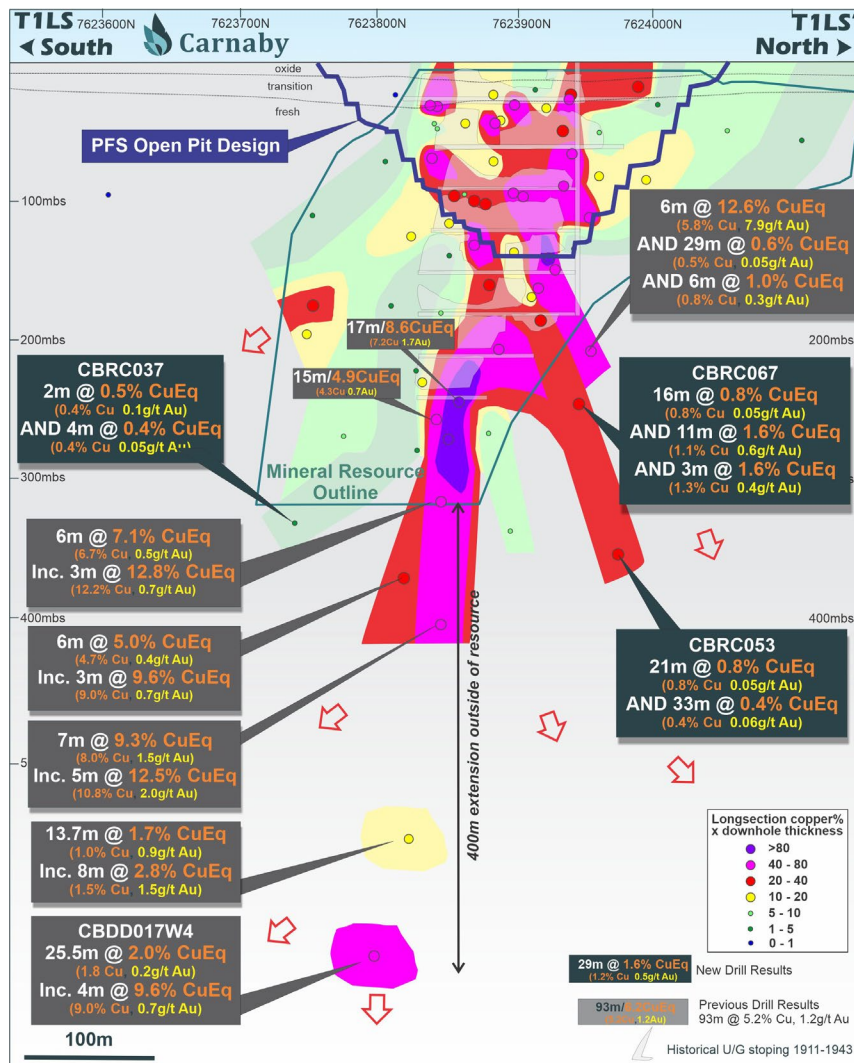 T1LS
7623600N
7623700N
7623800N
7623900N
7624000N
T1LS'
South
Carnaby
North
oxide
transition
fresh
PFS Open Pit Design
100mbs
6m @ 12.6% CuEq
(5.8% Cu, 7.9g/t Au)
AND 29m @ 0.6% CuEq
(0.5% Cu, 0.05g/t Au)
AND 6m @ 1.0% CuEq
(0.8% Cu, 0.3g/t Au)
200mbs
200mbs
17m/8.6CuEq
(7.2Cu 1.7Au)
15m/4.9CuEq
(4.3Cu 0.7Au)
CBRC037
2m @ 0.5% CuEq
(0.4% Cu 0.1g/t Au)
AND 4m @ 0.4% CuEq
(0.4% Cu 0.05g/t
CBRC067
16m @ 0.8% CuEq
(0.8% Cu, 0.05g/t Au)
AND 11m @ 1.6% CuEq
(1.1% Cu, 0.6g/t Au)
AND 3m @ 1.6% CuEq
(1.3% Cu, 0.4g/t Au)
Mineral Resource
Outline
300mbs
6m @ 7.1% CuEq
(6.7% Cu, 0.5g/t Au)
Inc. 3m @ 12.8% CuEq
(12.2% Cu, 0.7g/t Au)
400mbs
400mbs
6m @ 5.0% CuEq
(4.7% Cu, 0.4g/t Au)
Inc. 3m @ 9.6% CuEq
(9.0% Cu, 0.7g/t Au)
CBRC053
21m @ 0.8% CuEq
(0.8% Cu, 0.05g/t Au)
AND 33m @ 0.4% CuEq
(0.4% Cu, 0.06g/t Au)
400m extension outside of resource
7m @ 9.3% CuEq
(8.0% Cu, 1.5g/t Au)
Inc. 5m @ 12.5% CuEq
(10.8% Cu, 2.0g/t Au)
13.7m @ 1.7% CuEq
(1.0% Cu, 0.9g/t Au)
Inc. 8m @ 2.8% CuEq
(1.5% Cu, 1.5g/t Au)
CBDD017W4
25.5m @ 2.0% CuEq
(1.8 Cu, 0.2g/t Au)
Inc. 4m @ 9.6% CuEq
(9.0% Cu, 0.7g/t Au)
Longsection copper%
x downhole thickness
>80
40 - 80
20 - 40
10 - 20
5 - 10
1 - 5
0 - 1
29m @ 1.6% CuEq
(1.2% Cu 0.5g/t Au)
New Drill Results
93m/5.2CuEq
1.2Au)
Previous Drill Results
93m @ 5.2% Cu, 1.2g/t Au
Historical U/G stoping 1911-1943
100m